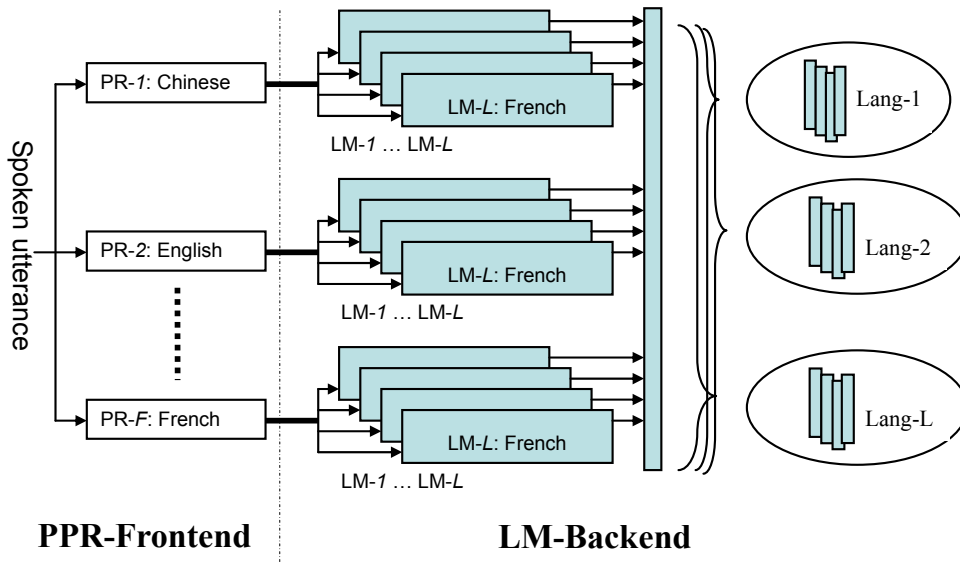 Spoken utterance
PR-1: Chinese
LM-L: French
LM-1 … LM-L
Lang-1
PR-2: English
LM-L: French
LM-1 … LM-L
Lang-2
PR-F: French
LM-L: French
LM-1 … LM-L
Lang-L
PPR-Frontend
LM-Backend